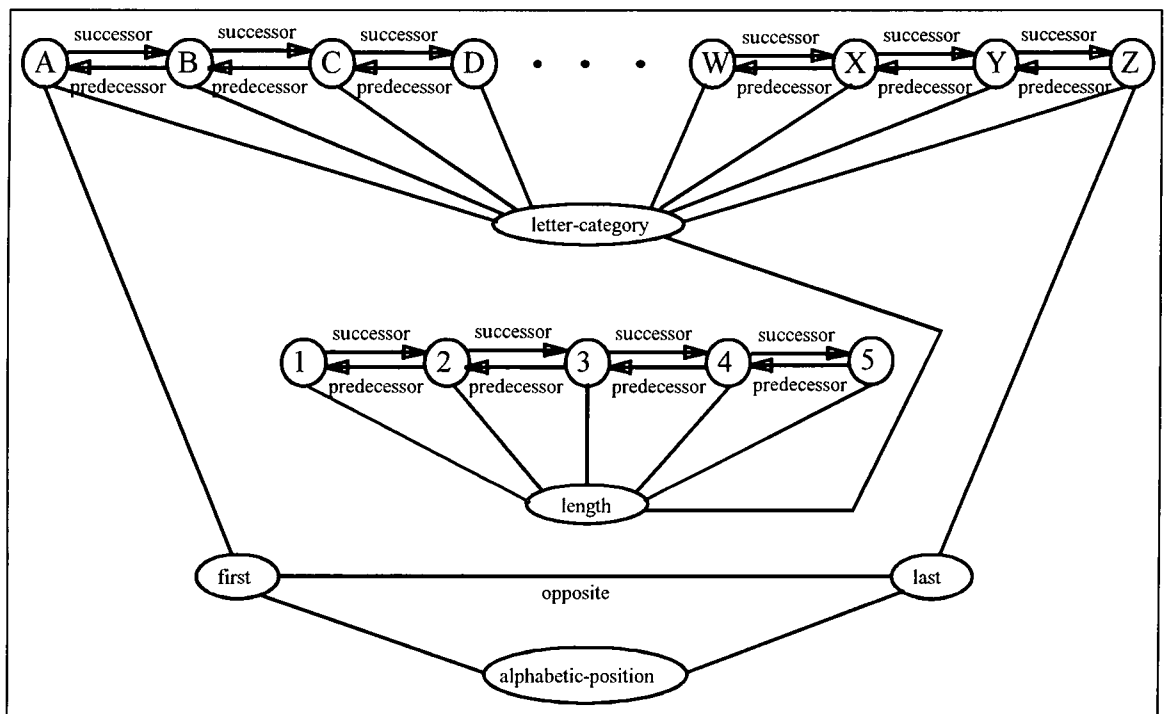 successor successor successor successor successor successor
A B C D . . . W X Y Z
predecessor predecessor predecessor predecessor predecessor predecessor
letter-category
successor successor successor successor
1 2 3 4 5
predecessor predecessor predecessor predecessor
length
first last
opposite
alphabetic-position